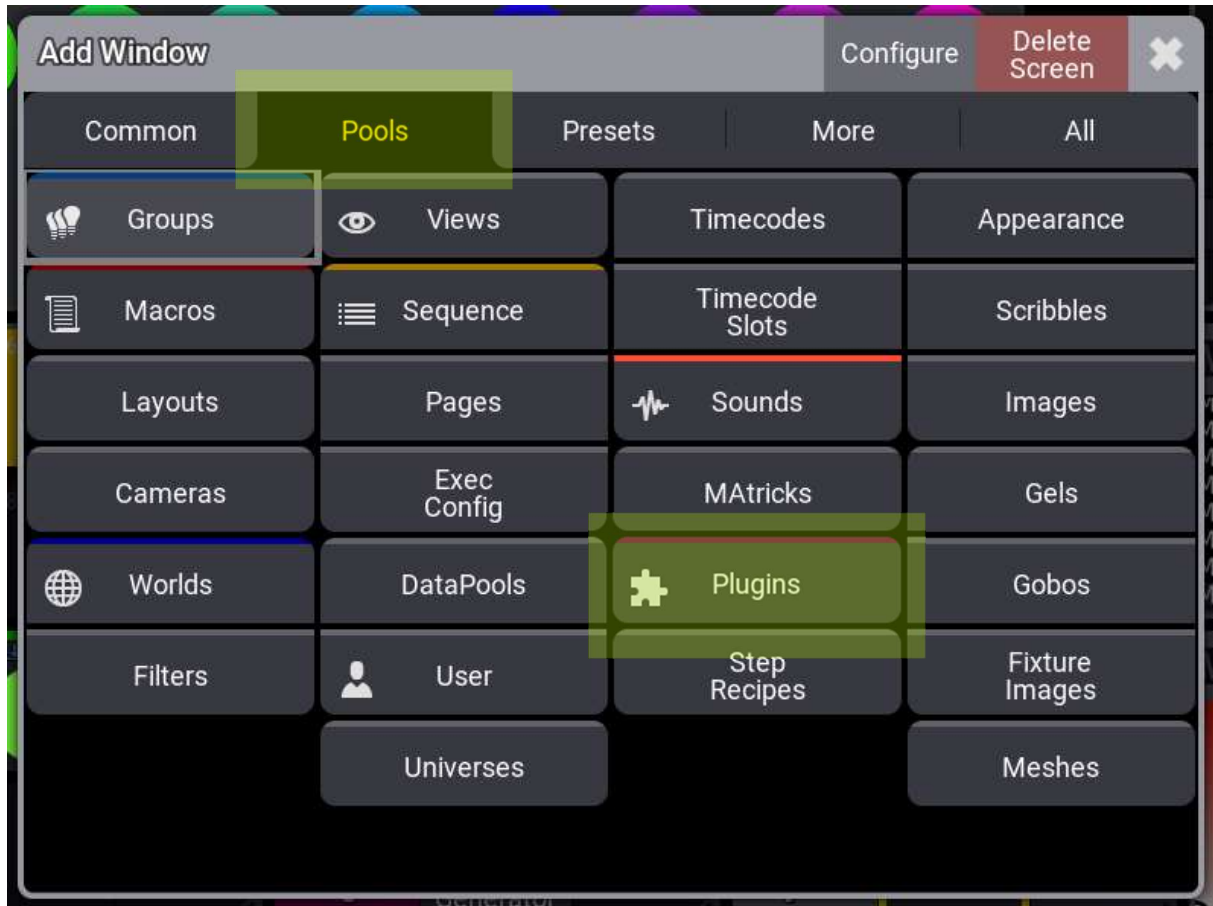 Add Window
Configure
Delete
Screen
Common
Pools
Presets
More
All
Groups
Views
Timecodes
Appearance
Macros
Sequence
Timecode
Slots
Scribbles
Layouts
Pages
Sounds
Images
Cameras
Exec
Config
MAtricks
Gels
Worlds
DataPools
Plugins
Gobos
Filters
User
Step
Recipes
Fixture
Images
Universes
Meshes
Generator